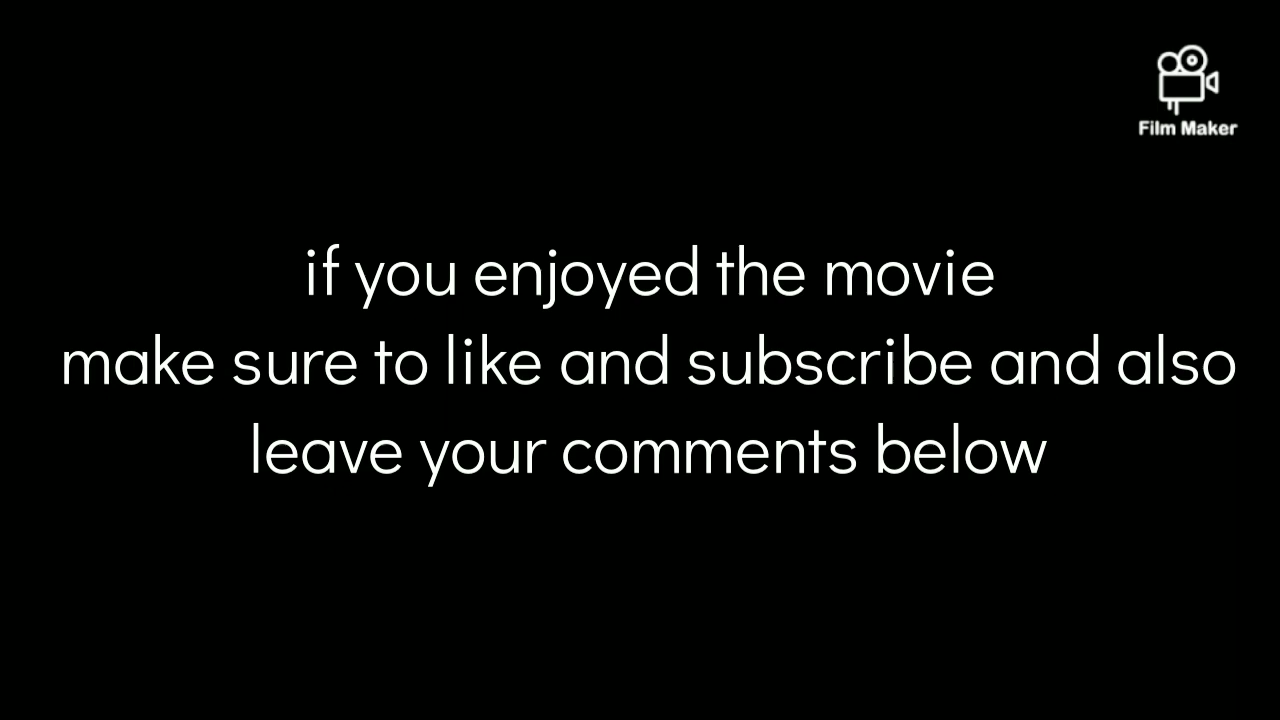 Film Maker
if you enjoyed the movie
make sure to like and subscribe and also
leave your comments below